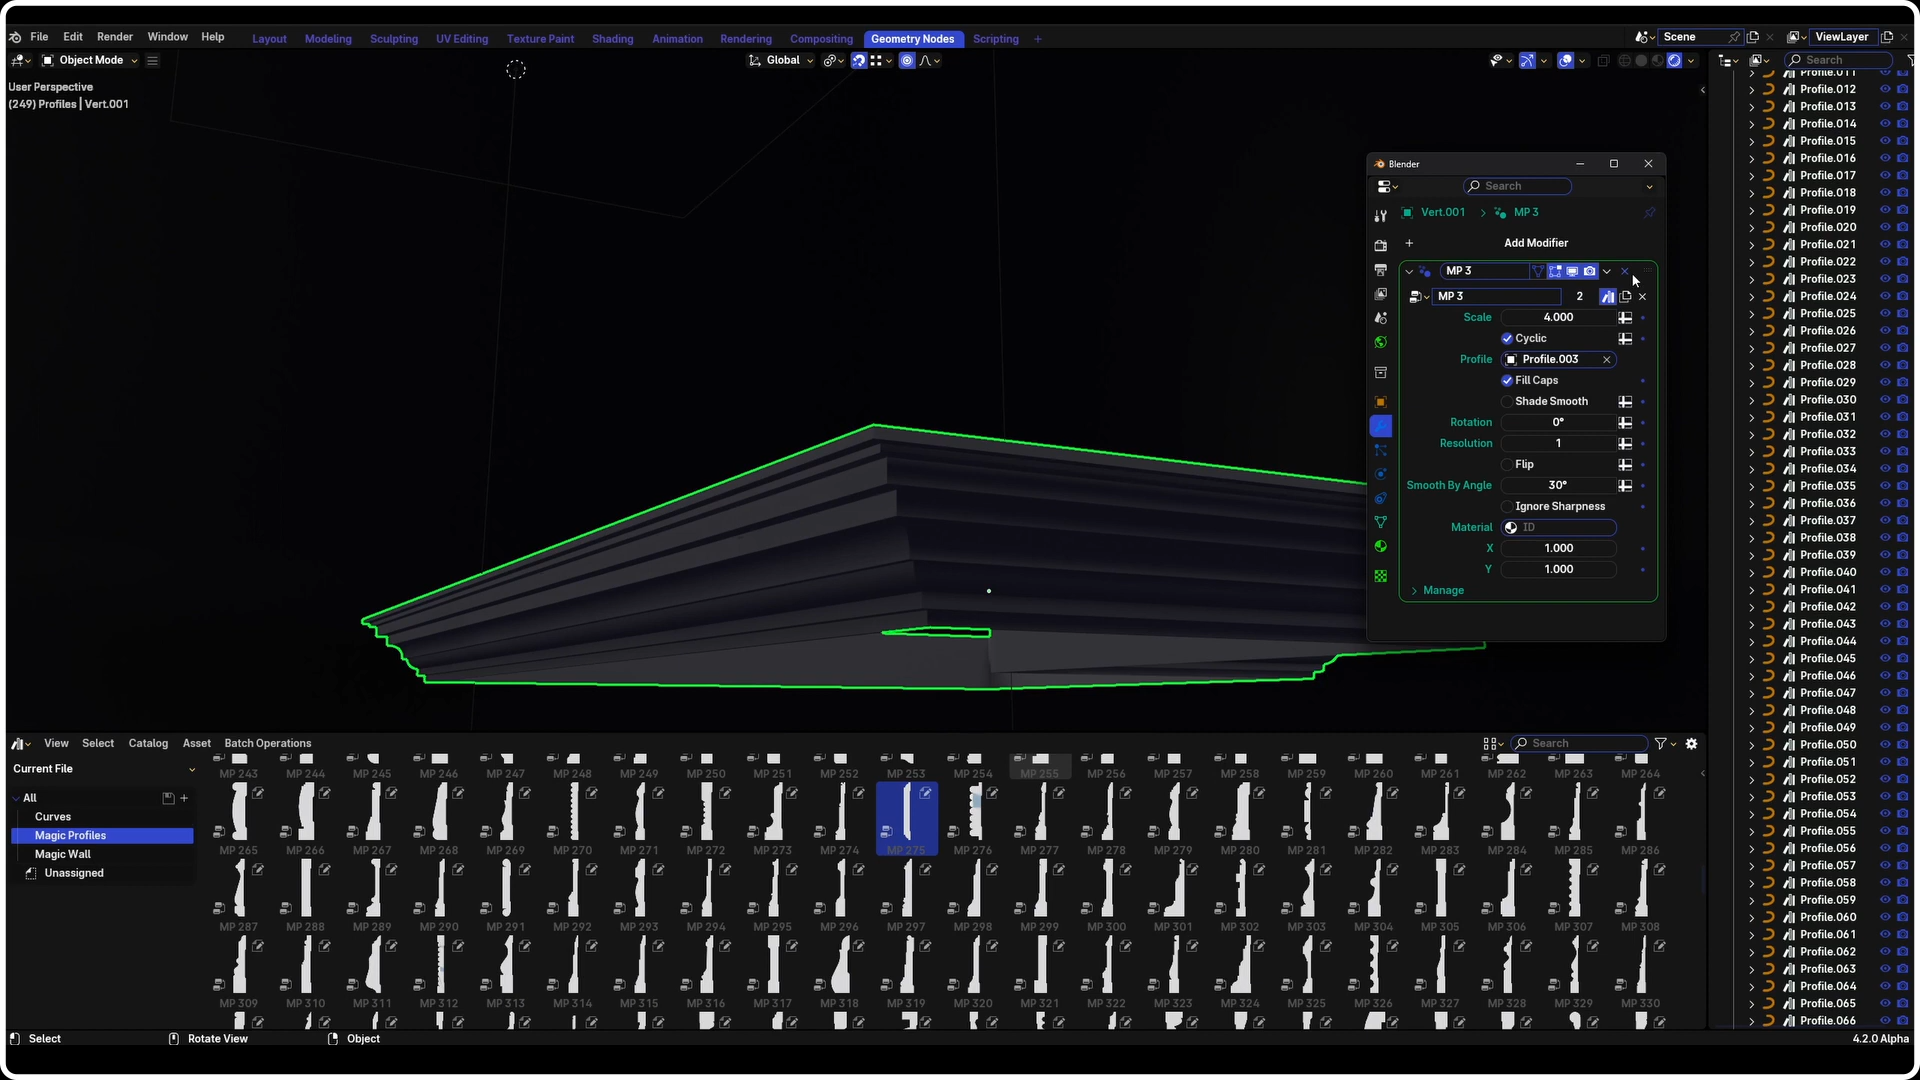 File Edit Render Window Help Layout Modeling Sculpting UV Editing Texture Paint Shading Animation Rendering Compositing Geometry Nodes Scripting + Scene ViewLayer
Object Mode Global Search
User Perspective
(249) Profiles | Vert.001
Blender
Search
Vert.001 > MP 3
+ Add Modifier
MP 3
MP 3 2
Scale 4.000
Cyclic
Profile Profile.003
Fill Caps
Shade Smooth
Rotation 0°
Resolution 1
Flip
Smooth By Angle 30°
Ignore Sharpness
Material ID
X 1.000
Y 1.000
Manage
Profile.011
Profile.012
Profile.013
Profile.014
Profile.015
Profile.016
Profile.017
Profile.018
Profile.019
Profile.020
Profile.021
Profile.022
Profile.023
Profile.024
Profile.025
Profile.026
Profile.027
Profile.028
Profile.029
Profile.030
Profile.031
Profile.032
Profile.033
Profile.034
Profile.035
Profile.036
Profile.037
Profile.038
Profile.039
Profile.040
Profile.041
Profile.042
Profile.043
Profile.044
Profile.045
Profile.046
Profile.047
Profile.048
Profile.049
Profile.050
Profile.051
Profile.052
Profile.053
Profile.054
Profile.055
Profile.056
Profile.057
Profile.058
Profile.059
Profile.060
Profile.061
Profile.062
Profile.063
Profile.064
Profile.065
Profile.066
View Select Catalog Asset Batch Operations Search
Current File
All
Curves
Magic Profiles
Magic Wall
Unassigned
MP 243 MP 244 MP 245 MP 246 MP 247 MP 248 MP 249 MP 250 MP 251 MP 252 MP 253 MP 254 MP 255 MP 256 MP 257 MP 258 MP 259 MP 260 MP 261 MP 262 MP 263 MP 264
MP 265 MP 266 MP 267 MP 268 MP 269 MP 270 MP 271 MP 272 MP 273 MP 274 MP 275 MP 276 MP 277 MP 278 MP 279 MP 280 MP 281 MP 282 MP 283 MP 284 MP 285 MP 286
MP 287 MP 288 MP 289 MP 290 MP 291 MP 292 MP 293 MP 294 MP 295 MP 296 MP 297 MP 298 MP 299 MP 300 MP 301 MP 302 MP 303 MP 304 MP 305 MP 306 MP 307 MP 308
MP 309 MP 310 MP 311 MP 312 MP 313 MP 314 MP 315 MP 316 MP 317 MP 318 MP 319 MP 320 MP 321 MP 322 MP 323 MP 324 MP 325 MP 326 MP 327 MP 328 MP 329 MP 330
Select Rotate View Object 4.2.0 Alpha